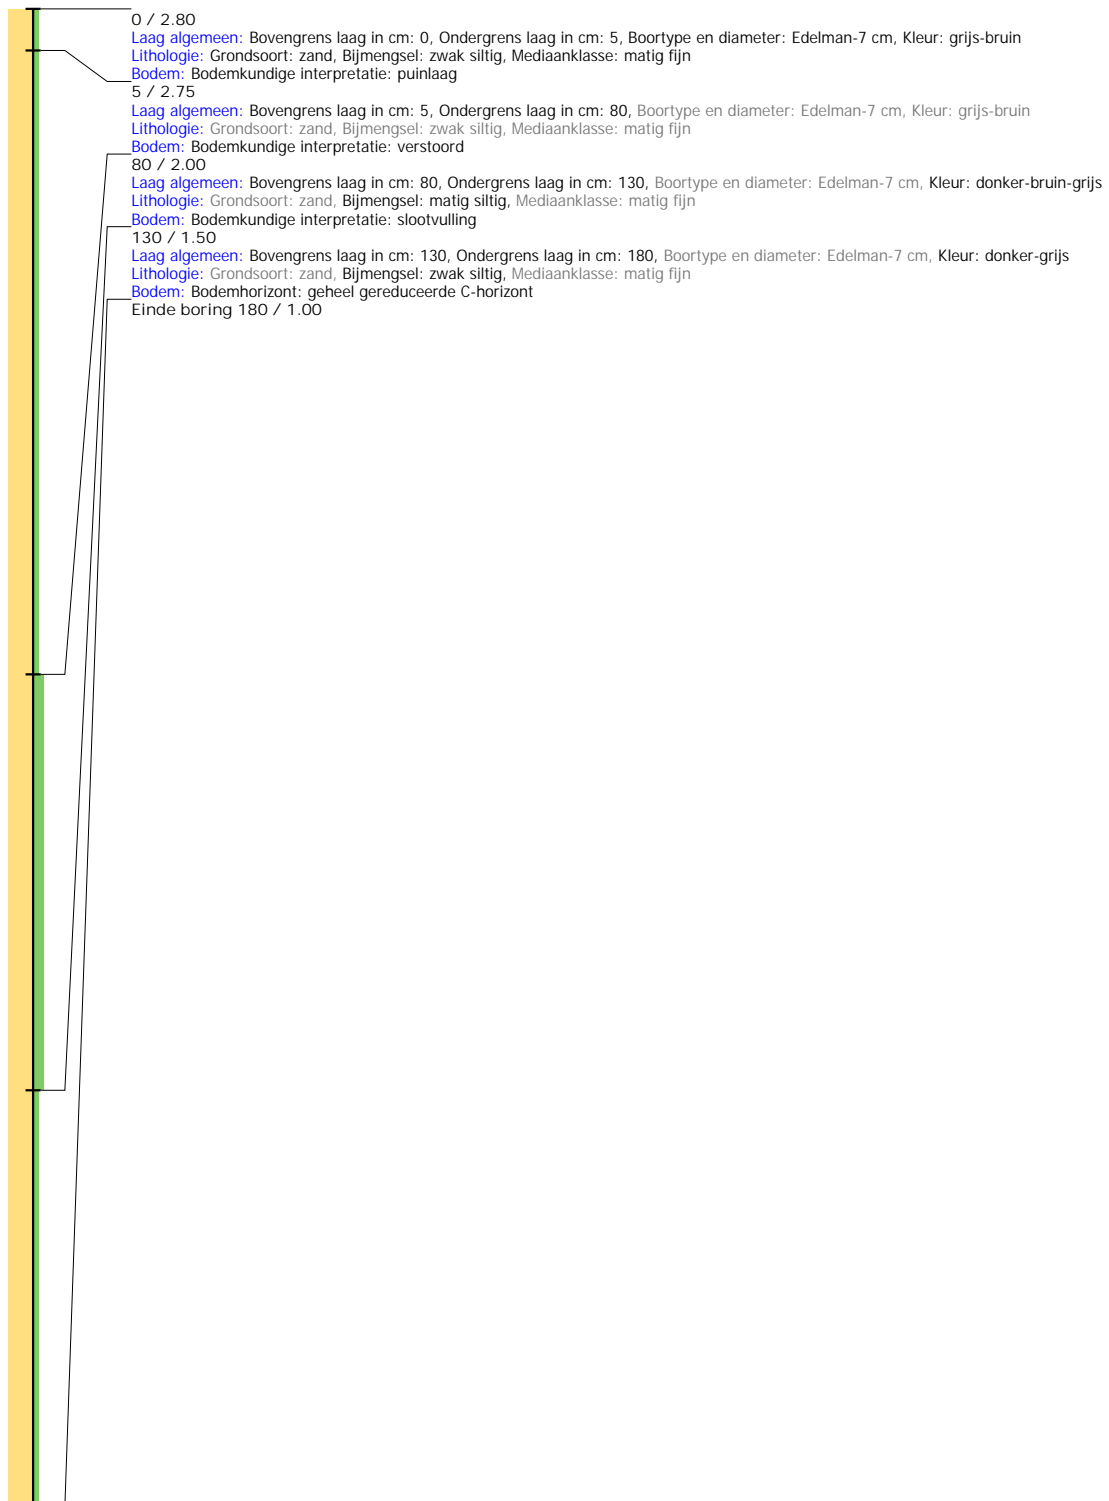 0 / 2.80
Laag algemeen: Bovengrens laag in cm: 0, Ondergrens laag in cm: 5, Boortype en diameter: Edelman-7 cm, Kleur: grijs-bruin
Lithologie: Grondsoort: zand, Bijmengsel: zwak siltig, Mediaanklasse: matig fijn
Bodem: Bodemkundige interpretatie: puinlaag
5 / 2.75
Laag algemeen: Bovengrens laag in cm: 5, Ondergrens laag in cm: 80, Boortype en diameter: Edelman-7 cm, Kleur: grijs-bruin
Lithologie: Grondsoort: zand, Bijmengsel: zwak siltig, Mediaanklasse: matig fijn
Bodem: Bodemkundige interpretatie: verstoord
80 / 2.00
Laag algemeen: Bovengrens laag in cm: 80, Ondergrens laag in cm: 130, Boortype en diameter: Edelman-7 cm, Kleur: donker-bruin-grijs
Lithologie: Grondsoort: zand, Bijmengsel: matig siltig, Mediaanklasse: matig fijn
Bodem: Bodemkundige interpretatie: slootvulling
130 / 1.50
Laag algemeen: Bovengrens laag in cm: 130, Ondergrens laag in cm: 180, Boortype en diameter: Edelman-7 cm, Kleur: donker-grijs
Lithologie: Grondsoort: zand, Bijmengsel: zwak siltig, Mediaanklasse: matig fijn
Bodem: Bodemhorizont: geheel gereduceerde C-horizont
Einde boring 180 / 1.00